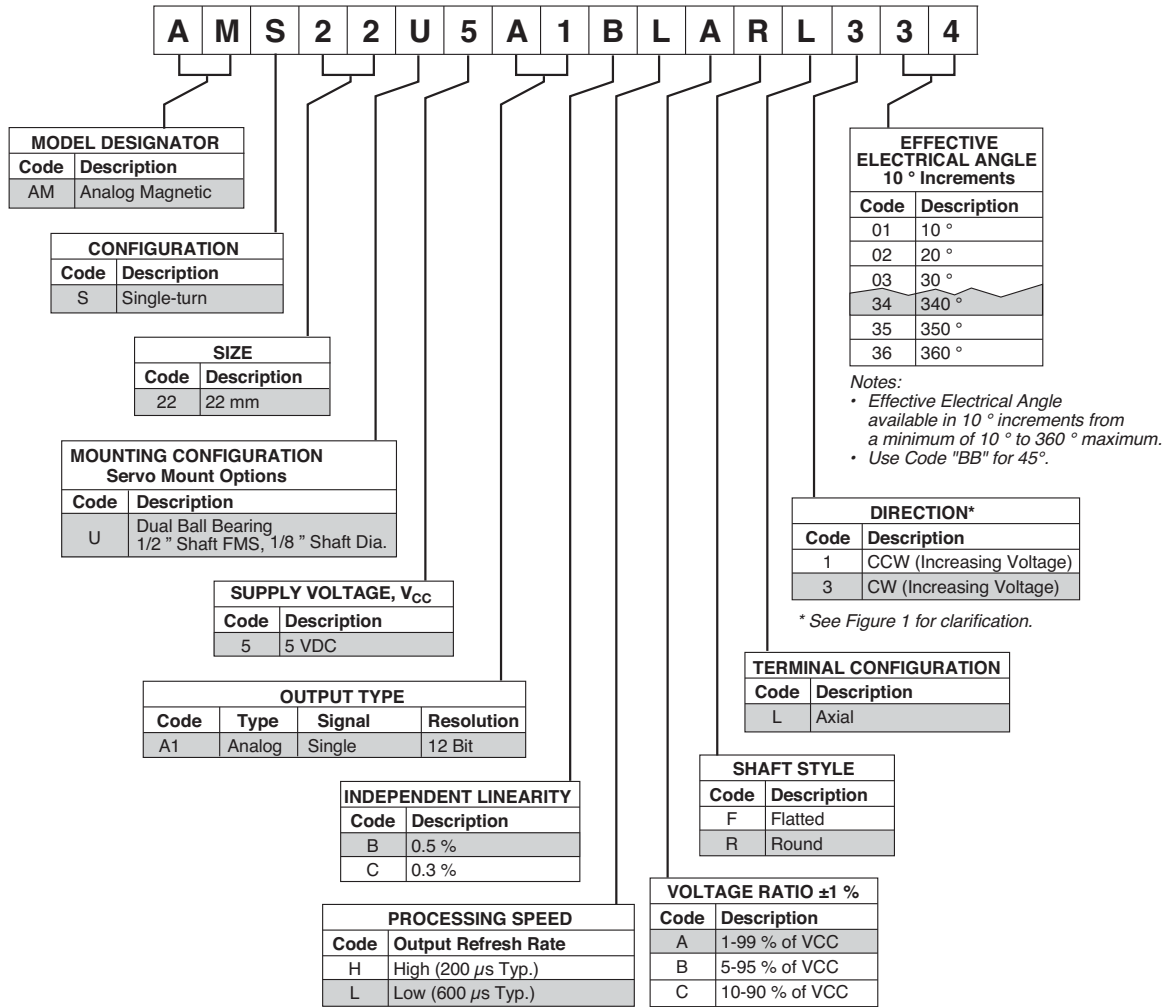 A M S 2 2 U 5 A 1 B L A R L 3 3 4
MODEL DESIGNATOR
Code Description
AM Analog Magnetic
CONFIGURATION
Code Description
S Single-turn
SIZE
Code Description
22 22 mm
MOUNTING CONFIGURATION
Servo Mount Options
Code Description
U Dual Ball Bearing
1/2 ” Shaft FMS, 1/8 ” Shaft Dia.
SUPPLY VOLTAGE, VCC
Code Description
5 5 VDC
OUTPUT TYPE
Code Type Signal Resolution
A1 Analog Single 12 Bit
INDEPENDENT LINEARITY
Code Description
B 0.5 %
C 0.3 %
PROCESSING SPEED
Code Output Refresh Rate
H High (200 µs Typ.)
L Low (600 µs Typ.)
VOLTAGE RATIO ±1 %
Code Description
A 1-99 % of VCC
B 5-95 % of VCC
C 10-90 % of VCC
SHAFT STYLE
Code Description
F Flatted
R Round
TERMINAL CONFIGURATION
Code Description
L Axial
DIRECTION*
Code Description
1 CCW (Increasing Voltage)
3 CW (Increasing Voltage)
* See Figure 1 for clarification.
EFFECTIVE
ELECTRICAL ANGLE
10 ° Increments
Code Description
01 10 °
02 20 °
03 30 °
34 340 °
35 350 °
36 360 °
Notes:
• Effective Electrical Angle
available in 10 ° increments from
a minimum of 10 ° to 360 ° maximum.
• Use Code "BB" for 45°.